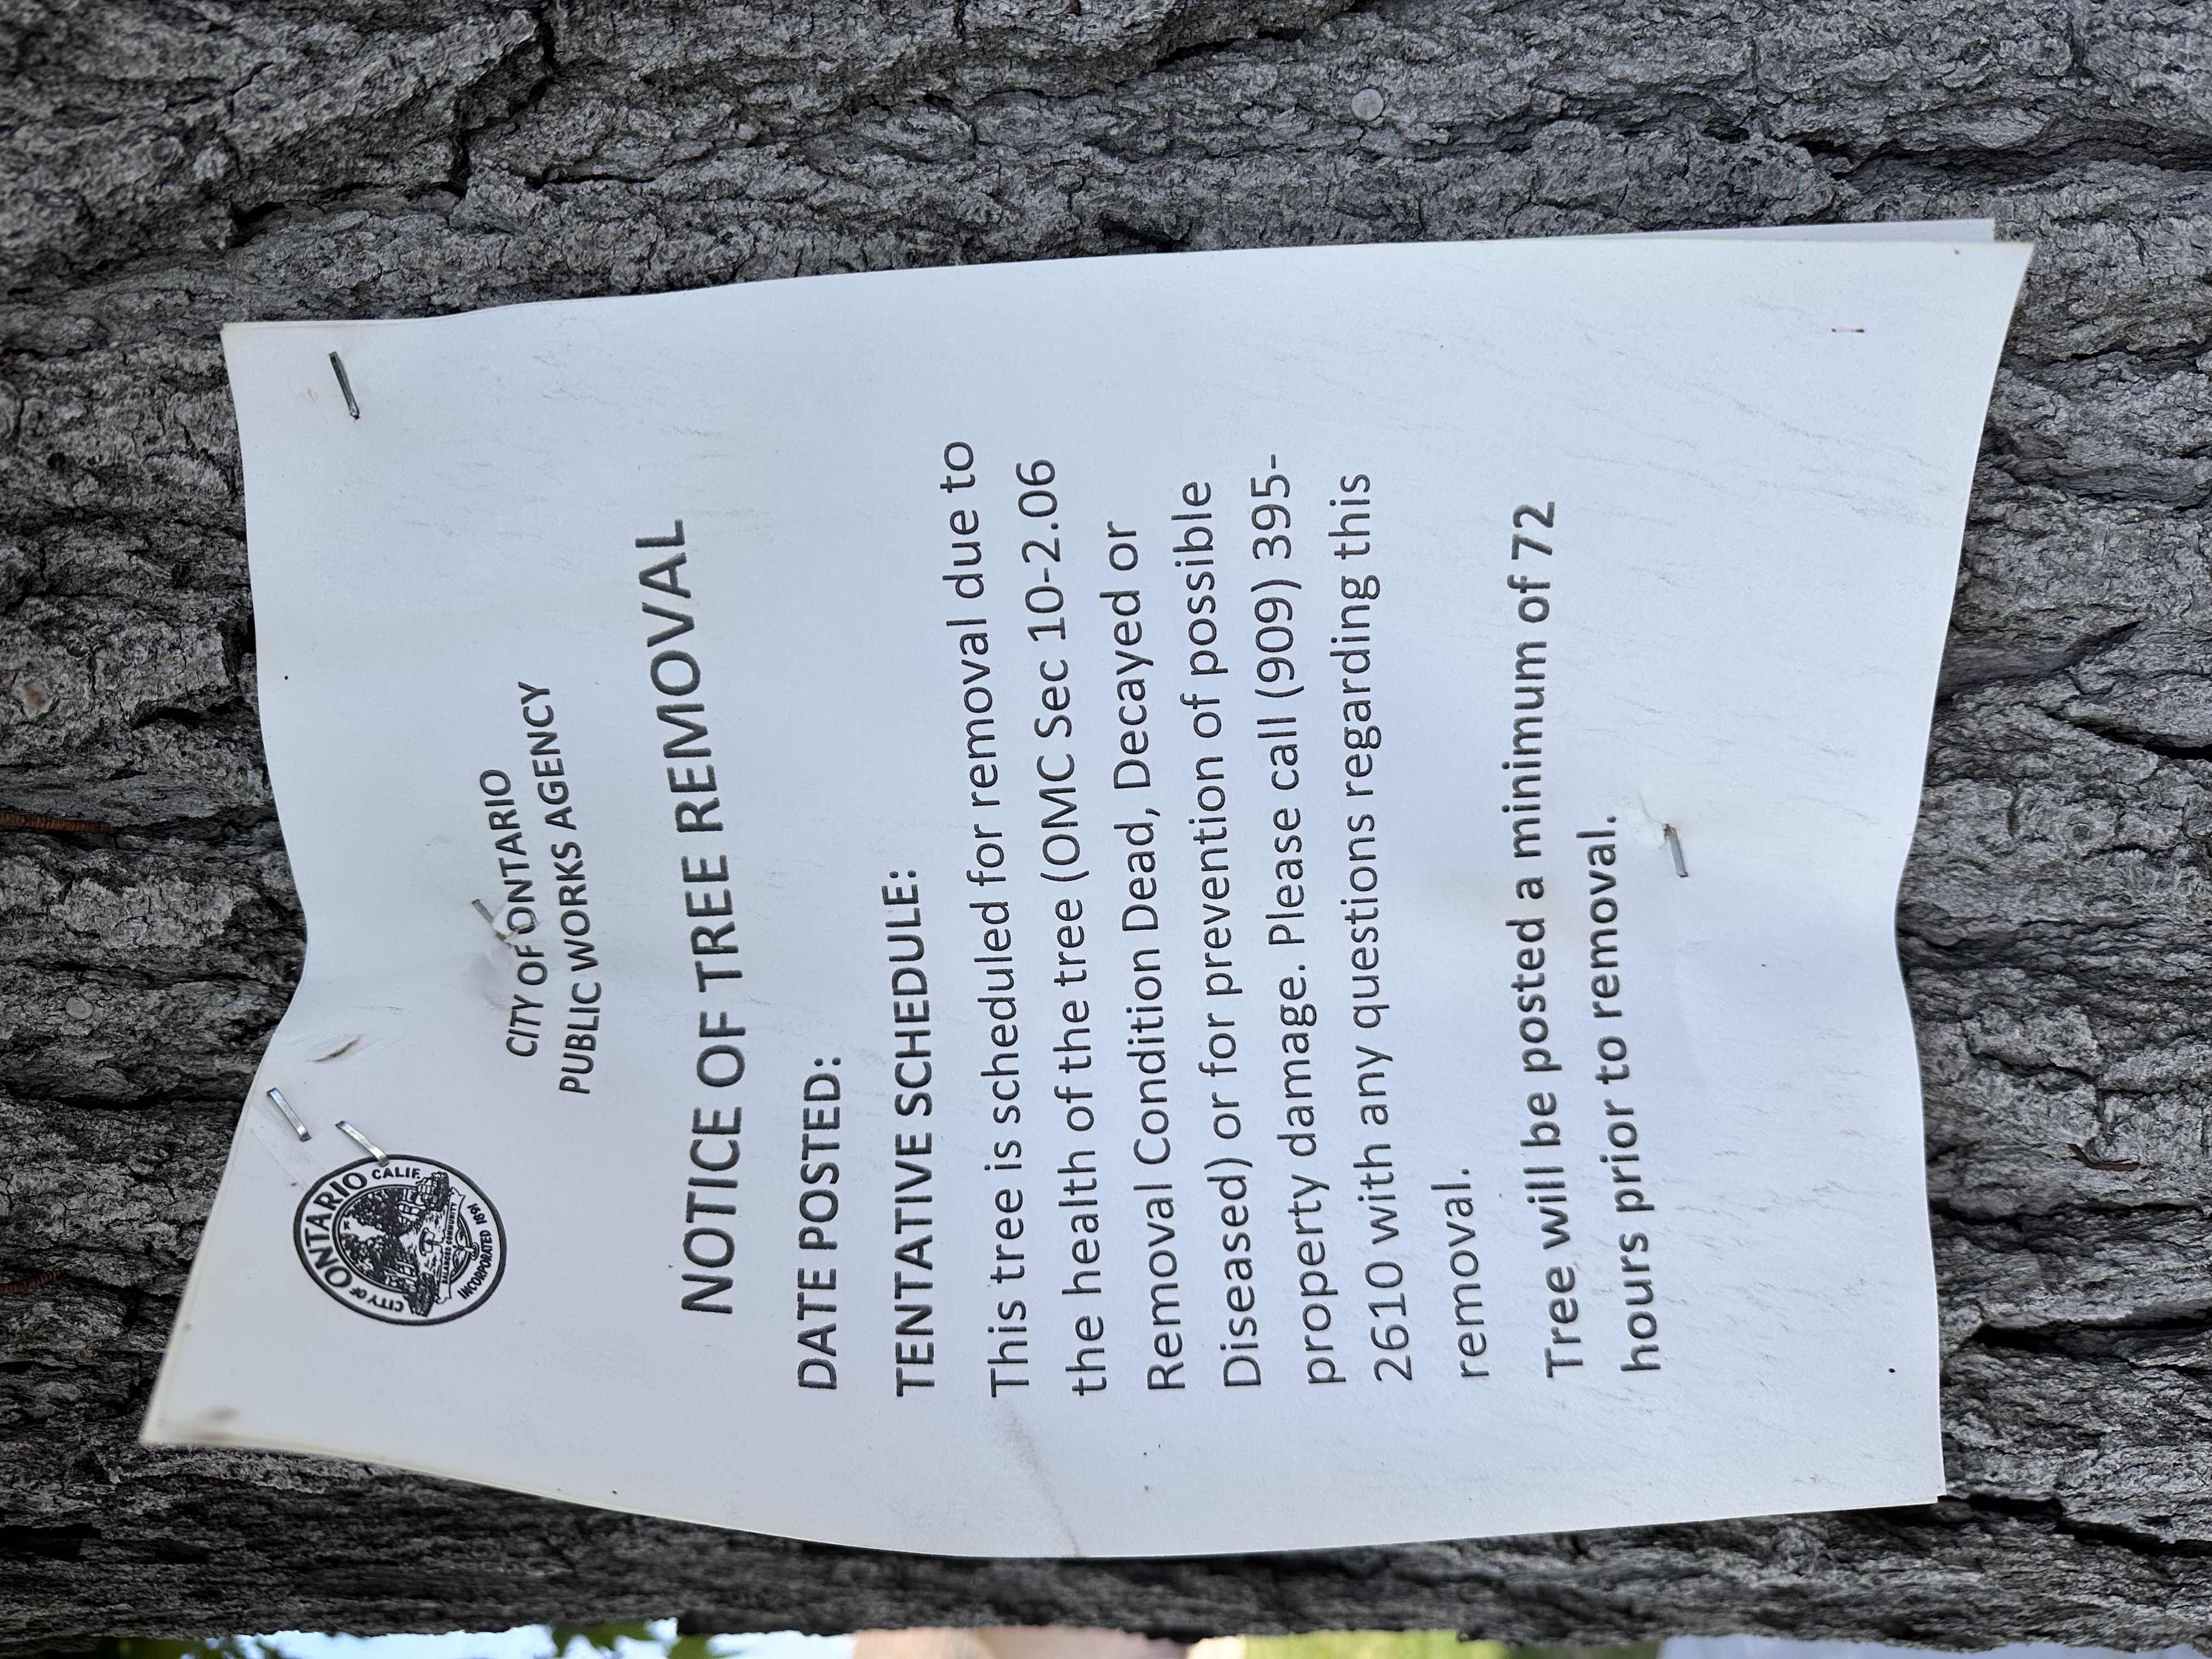 CITY OF ONTARIO CALIF.
BALANCED COMMUNITY
INCORPORATED 1891
CITY OF ONTARIO
PUBLIC WORKS AGENCY
NOTICE OF TREE REMOVAL
DATE POSTED:
TENTATIVE SCHEDULE:
This tree is scheduled for removal due to
the health of the tree (OMC Sec 10-2.06
Removal Condition Dead, Decayed or
Diseased) or for prevention of possible
property damage. Please call (909) 395-
2610 with any questions regarding this
removal.
Tree will be posted a minimum of 72
hours prior to removal.